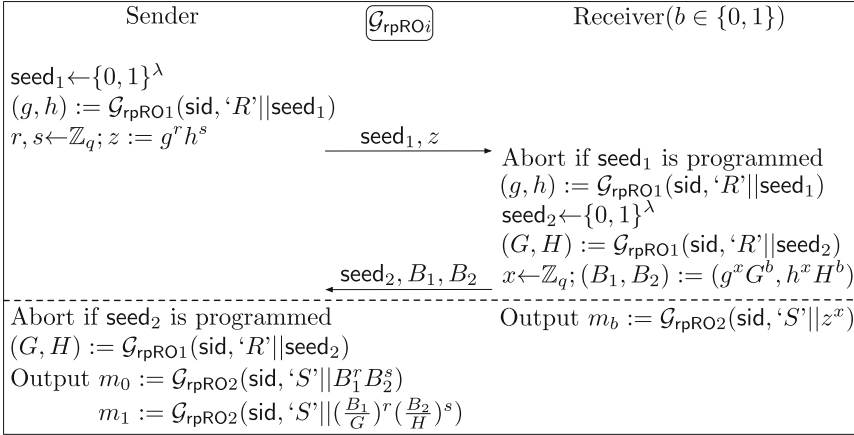 Sender 𝒢_rpROi Receiver(b ∈ {0, 1})
seed₁←{0, 1}^λ
(g, h) := 𝒢_rpRO1(sid, ‘R’||seed₁)
r, s←ℤ_q; z := g^r h^s
seed₁, z
Abort if seed₁ is programmed
(g, h) := 𝒢_rpRO1(sid, ‘R’||seed₁)
seed₂←{0, 1}^λ
(G, H) := 𝒢_rpRO1(sid, ‘R’||seed₂)
x←ℤ_q; (B₁, B₂) := (g^x G^b, h^x H^b)
seed₂, B₁, B₂
Abort if seed₂ is programmed
(G, H) := 𝒢_rpRO1(sid, ‘R’||seed₂)
Output m₀ := 𝒢_rpRO2(sid, ‘S’||B₁^r B₂^s)
m₁ := 𝒢_rpRO2(sid, ‘S’||(B₁/G)^r (B₂/H)^s)
Output m_b := 𝒢_rpRO2(sid, ‘S’||z^x)